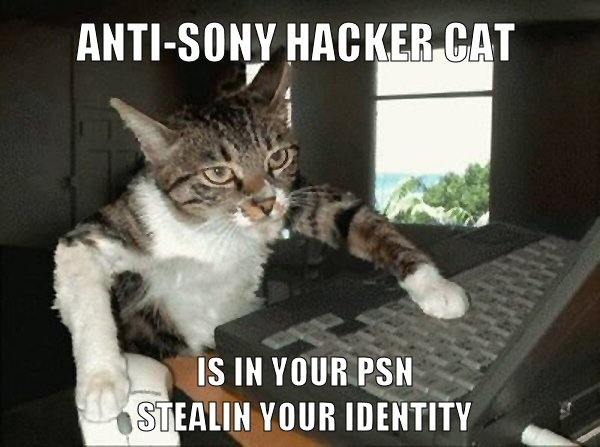 ANTI-SONY HACKER CAT
IS IN YOUR PSN
STEALIN YOUR IDENTITY